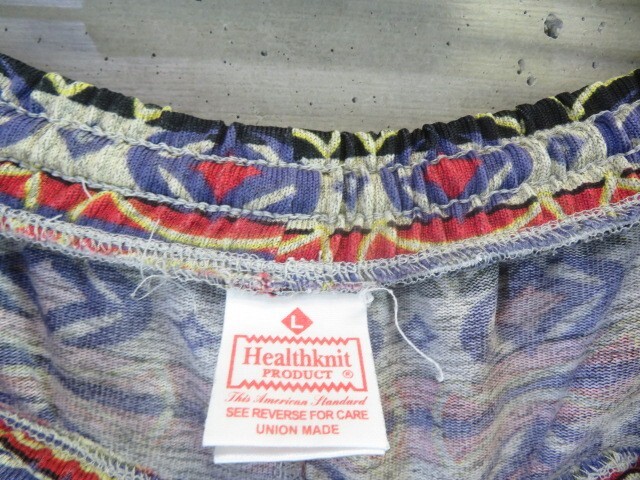 L
Healthknit
PRODUCT ®
This American Standard
SEE REVERSE FOR CARE
UNION MADE